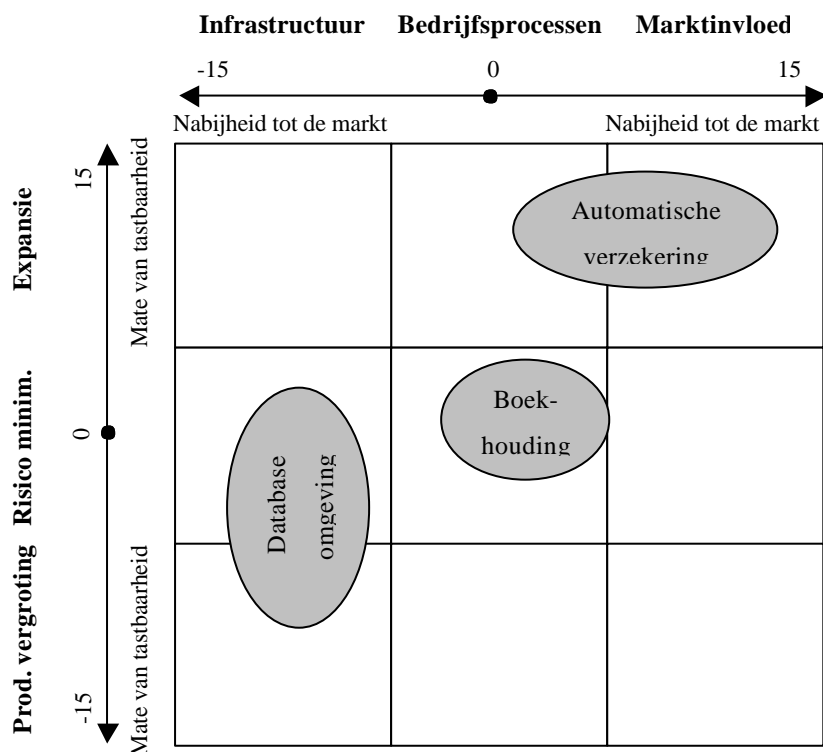 Infrastructuur Bedrijfsprocessen Marktinvloed
-15 0 15
Nabijheid tot de markt Nabijheid tot de markt
Expansie
Risico minim.
Prod. vergroting
15
0
-15
Mate van tastbaarheid
Mate van tastbaarheid
Automatische
verzekering
Boek-
houding
Database
omgeving